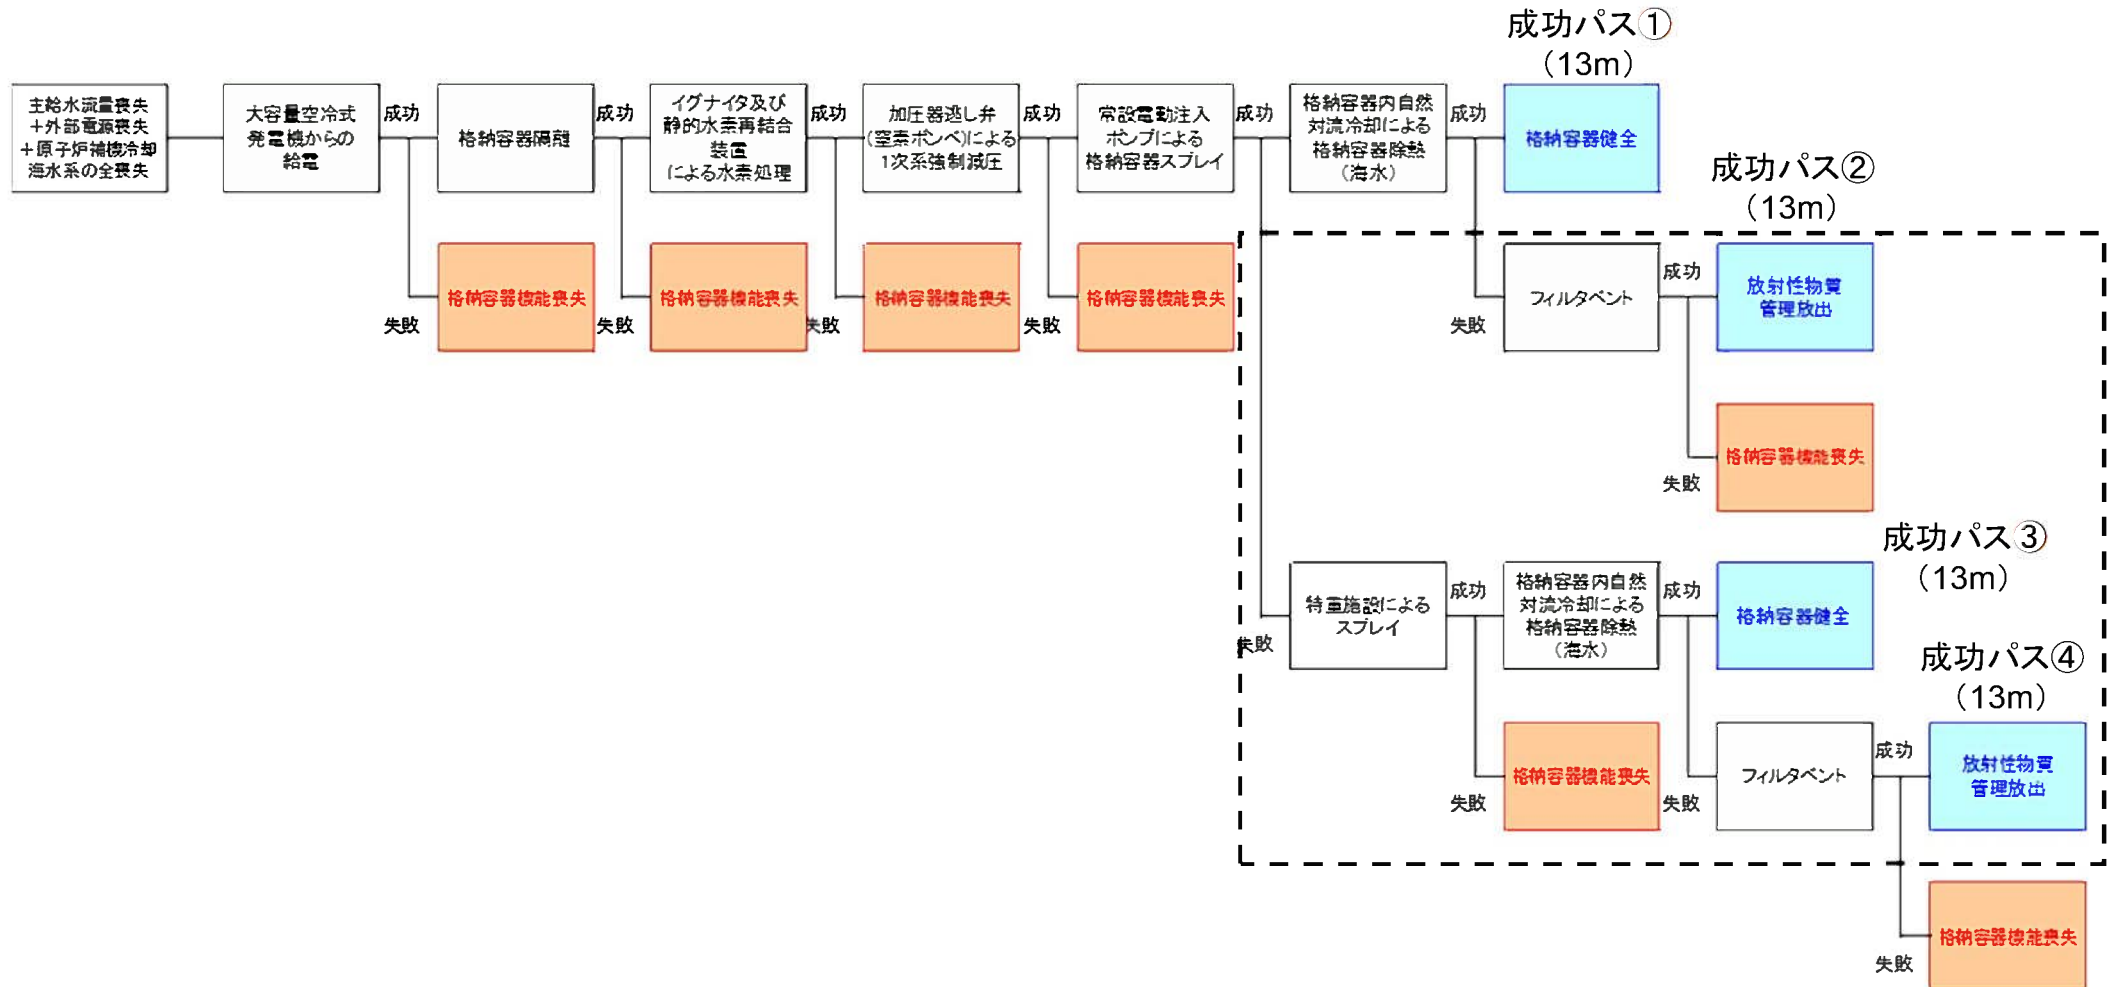 成功パス①
(13m)
主給水流量喪失
+外部電源喪失
+原子炉補機冷却
海水系の全喪失
大容量空冷式
発電機からの
給電
成功
格納容器隔離
成功
イグナイタ及び
静的水素再結合
装置
による水素処理
成功
加圧器逃し弁
(窒素ボンベ)による
1次系強制減圧
成功
常設電動注入
ポンプによる
格納容器スプレイ
成功
格納容器内自然
対流冷却による
格納容器除熱
(海水)
成功
格納容器健全
成功パス②
(13m)
失敗
格納容器機能喪失
失敗
格納容器機能喪失
失敗
格納容器機能喪失
失敗
格納容器機能喪失
失敗
フィルタベント
成功
放射性物質
管理放出
失敗
格納容器機能喪失
成功パス③
(13m)
失敗
特重施設による
スプレイ
成功
格納容器内自然
対流冷却による
格納容器除熱
(海水)
成功
格納容器健全
成功パス④
(13m)
失敗
格納容器機能喪失
失敗
フィルタベント
成功
放射性物質
管理放出
失敗
格納容器機能喪失